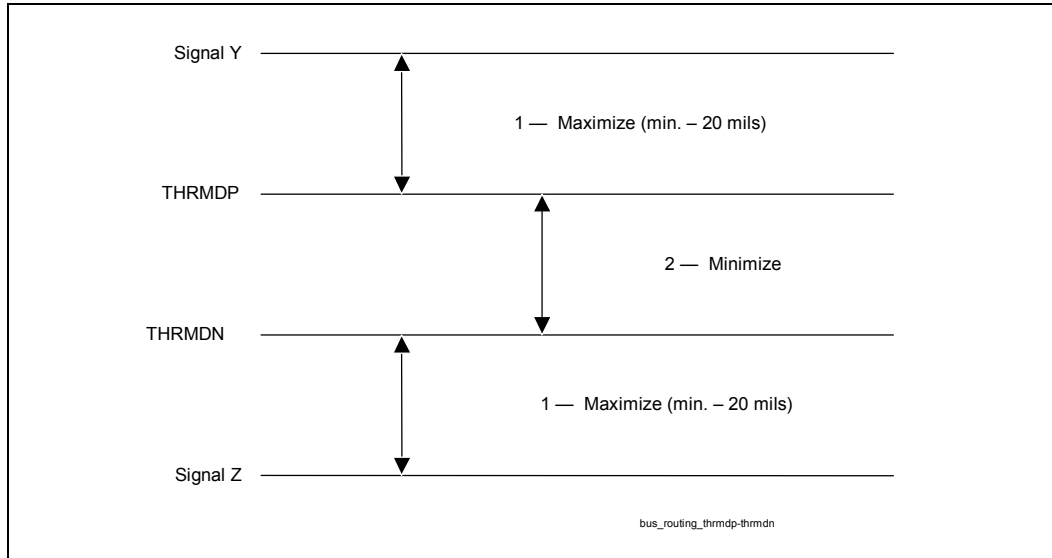 Signal Y
1 — Maximize (min. – 20 mils)
THRMDP
2 — Minimize
THRMDN
1 — Maximize (min. – 20 mils)
Signal Z
bus_routing_thrmdp-thrmdn